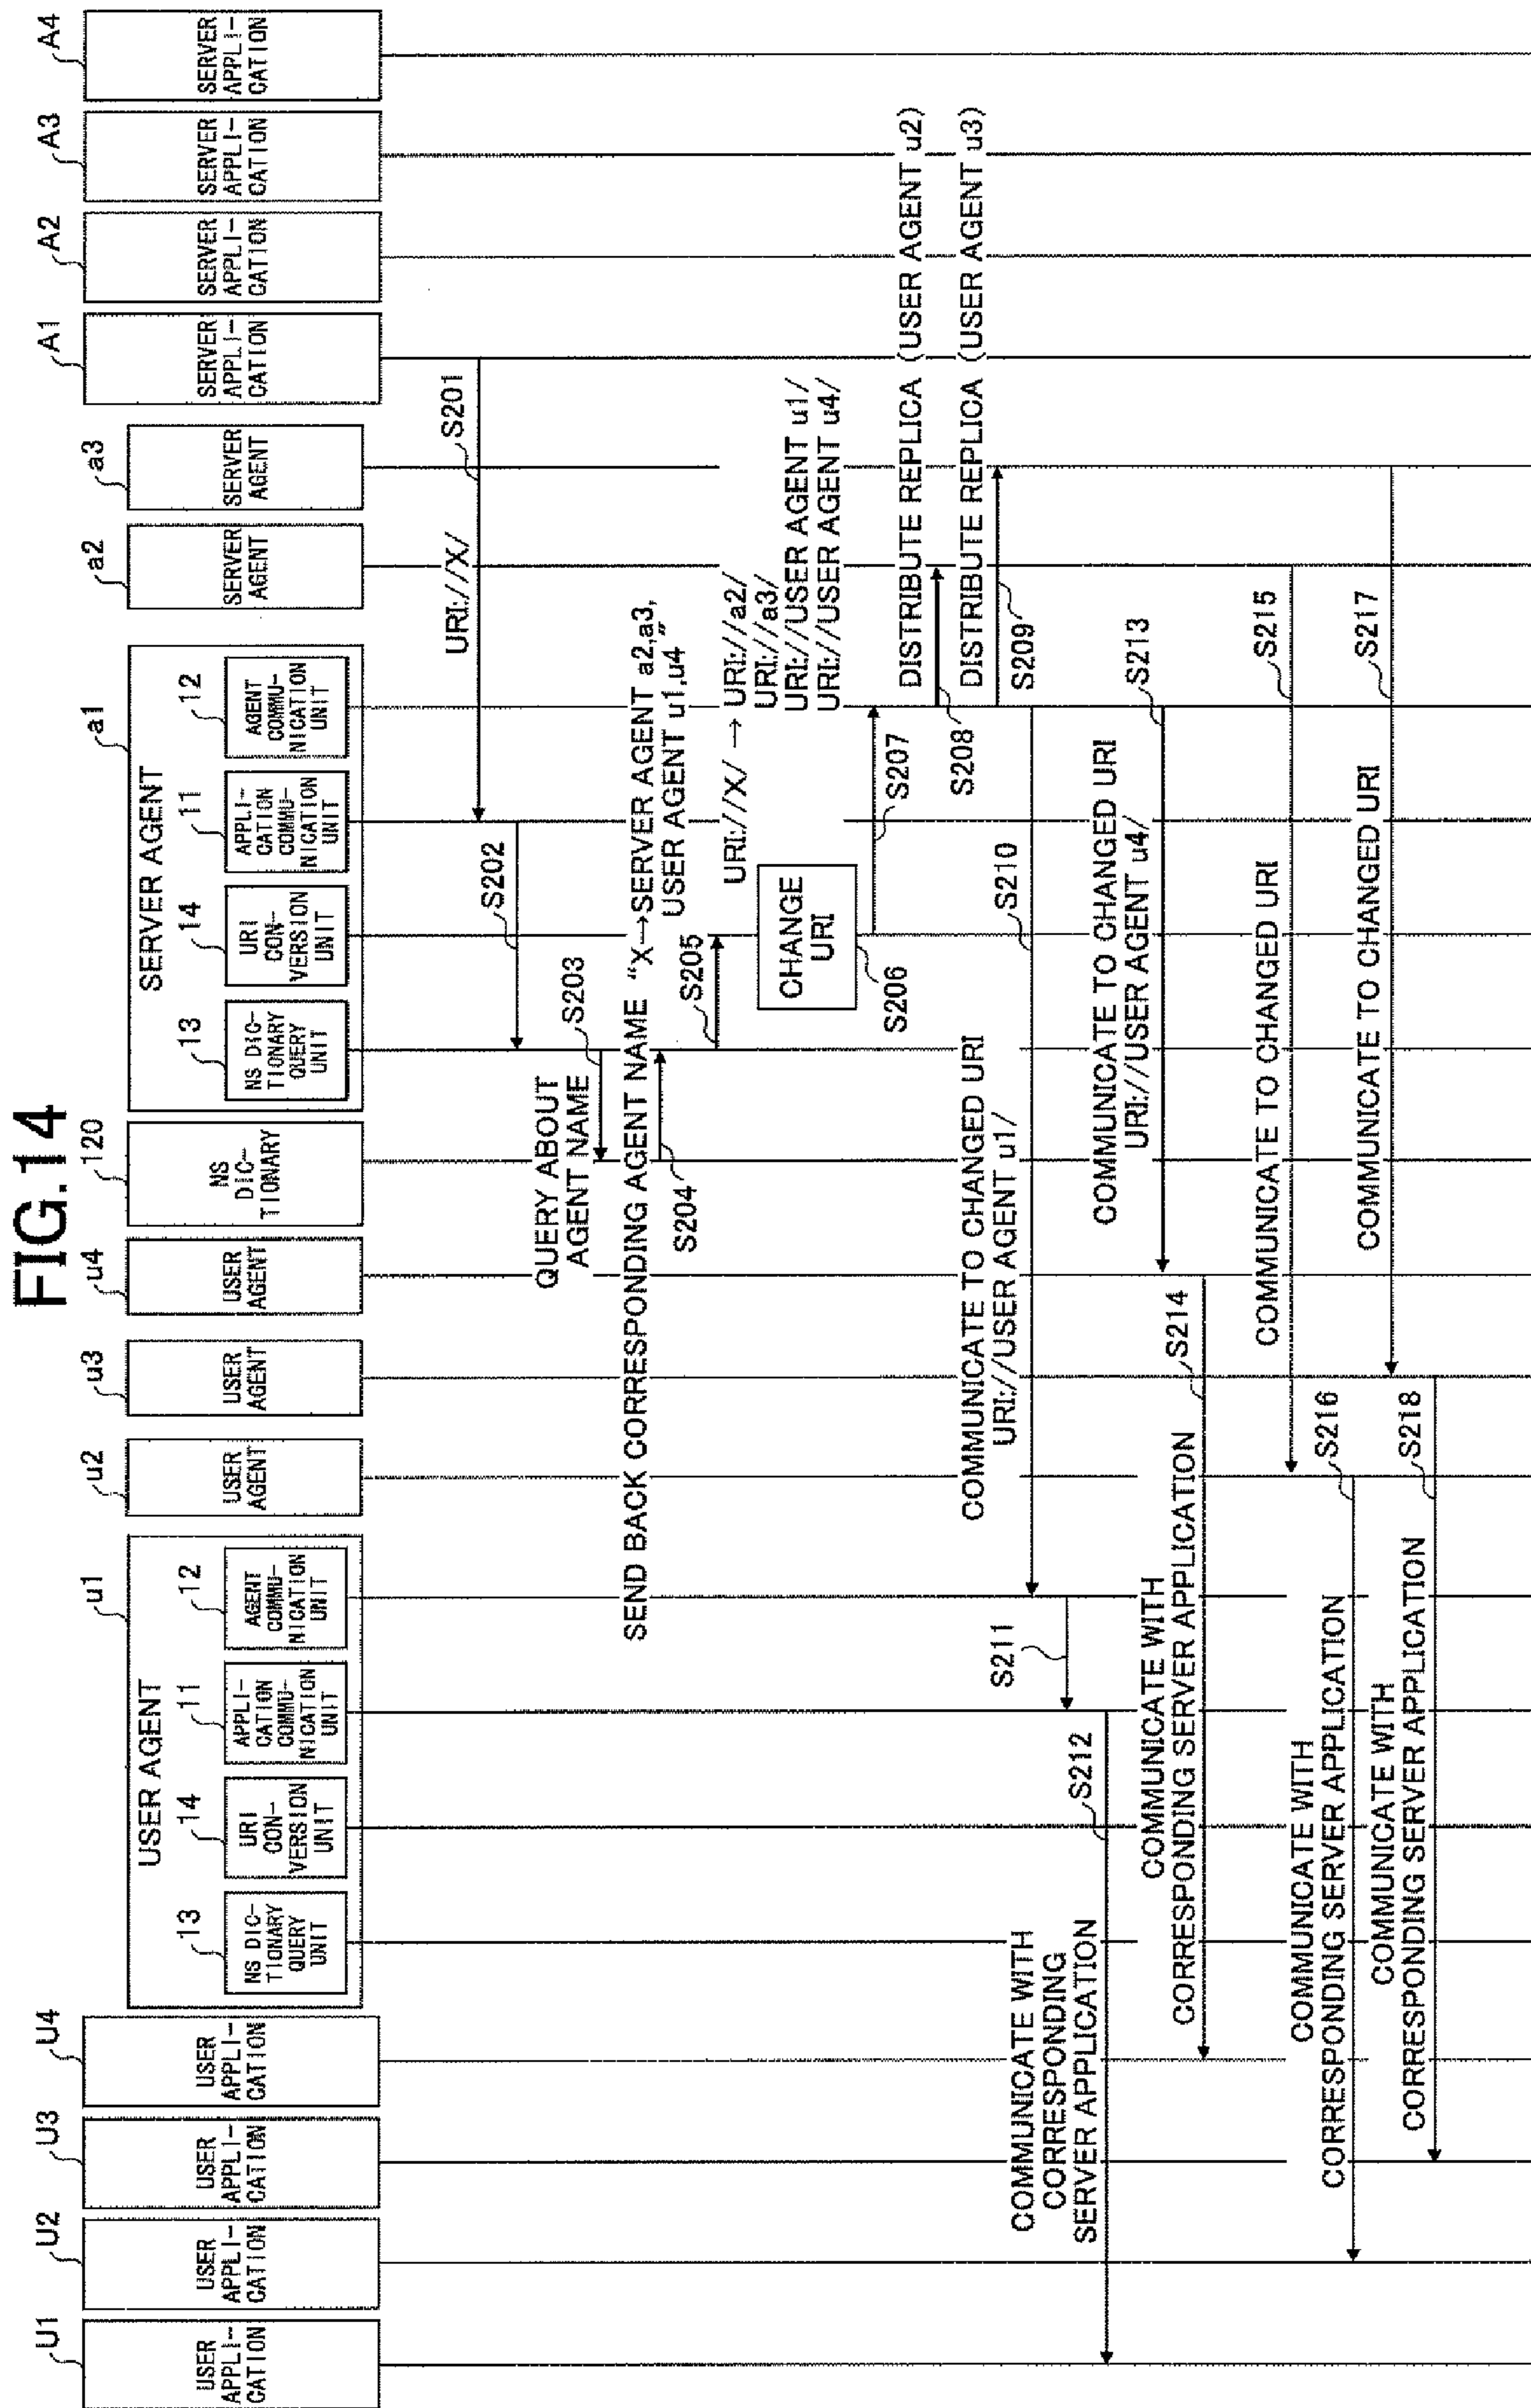 FIG.14
U1
USER
APPLI-
CATION
U2
USER
APPLI-
CATION
U3
USER
APPLI-
CATION
U4
USER
APPLI-
CATION
u1
USER AGENT
13
NS DIC-
TIONARY
QUERY
UNIT
14
URI
CON-
VERSION
UNIT
11
APPLI-
CATION
COMMU-
NICATION
UNIT
12
AGENT
COMMU-
NICATION
UNIT
u2
USER
AGENT
u3
USER
AGENT
u4
USER
AGENT
120
NS
DIC-
TIONARY
a1
SERVER AGENT
13
NS DIC-
TIONARY
QUERY
UNIT
14
URI
CON-
VERSION
UNIT
11
APPLI-
CATION
COMMU-
NICATION
UNIT
12
AGENT
COMMU-
NICATION
UNIT
a2
SERVER
AGENT
a3
SERVER
AGENT
A1
SERVER
APPLI-
CATION
A2
SERVER
APPLI-
CATION
A3
SERVER
APPLI-
CATION
A4
SERVER
APPLI-
CATION
URI://X/
S201
S202
QUERY ABOUT
AGENT NAME
S203
SEND BACK CORRESPONDING AGENT NAME “X→SERVER AGENT a2,a3,
USER AGENT u1,u4”
S204
S205
URI://X/ → URI://a2/
URI://a3/
URI://USER AGENT u1/
URI://USER AGENT u4/
CHANGE
URI
S206
S207
DISTRIBUTE REPLICA (USER AGENT u2)
S208
DISTRIBUTE REPLICA (USER AGENT u3)
S209
COMMUNICATE TO CHANGED URI
URI://USER AGENT u1/
S210
S211
COMMUNICATE WITH
CORRESPONDING
SERVER APPLICATION
S212
COMMUNICATE TO CHANGED URI
URI://USER AGENT u4/
S213
COMMUNICATE WITH
CORRESPONDING SERVER APPLICATION
S214
COMMUNICATE TO CHANGED URI
S215
COMMUNICATE WITH
CORRESPONDING SERVER APPLICATION
S216
COMMUNICATE TO CHANGED URI
S217
COMMUNICATE WITH
CORRESPONDING SERVER APPLICATION
S218